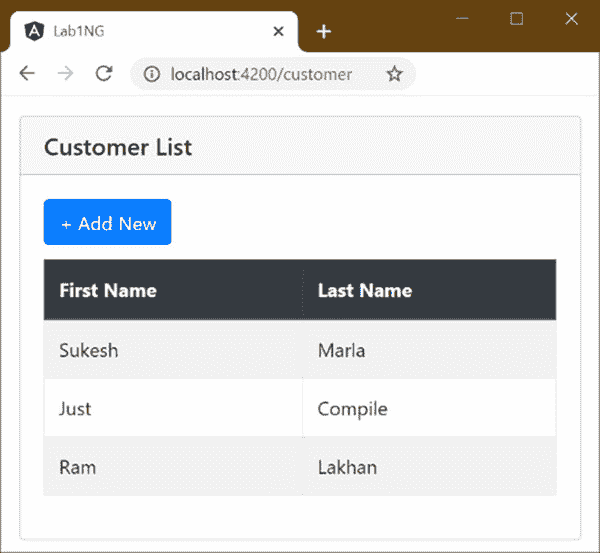 Lab1NG
localhost:4200/customer
Customer List
+ Add New
First Name Last Name
Sukesh Marla
Just Compile
Ram Lakhan